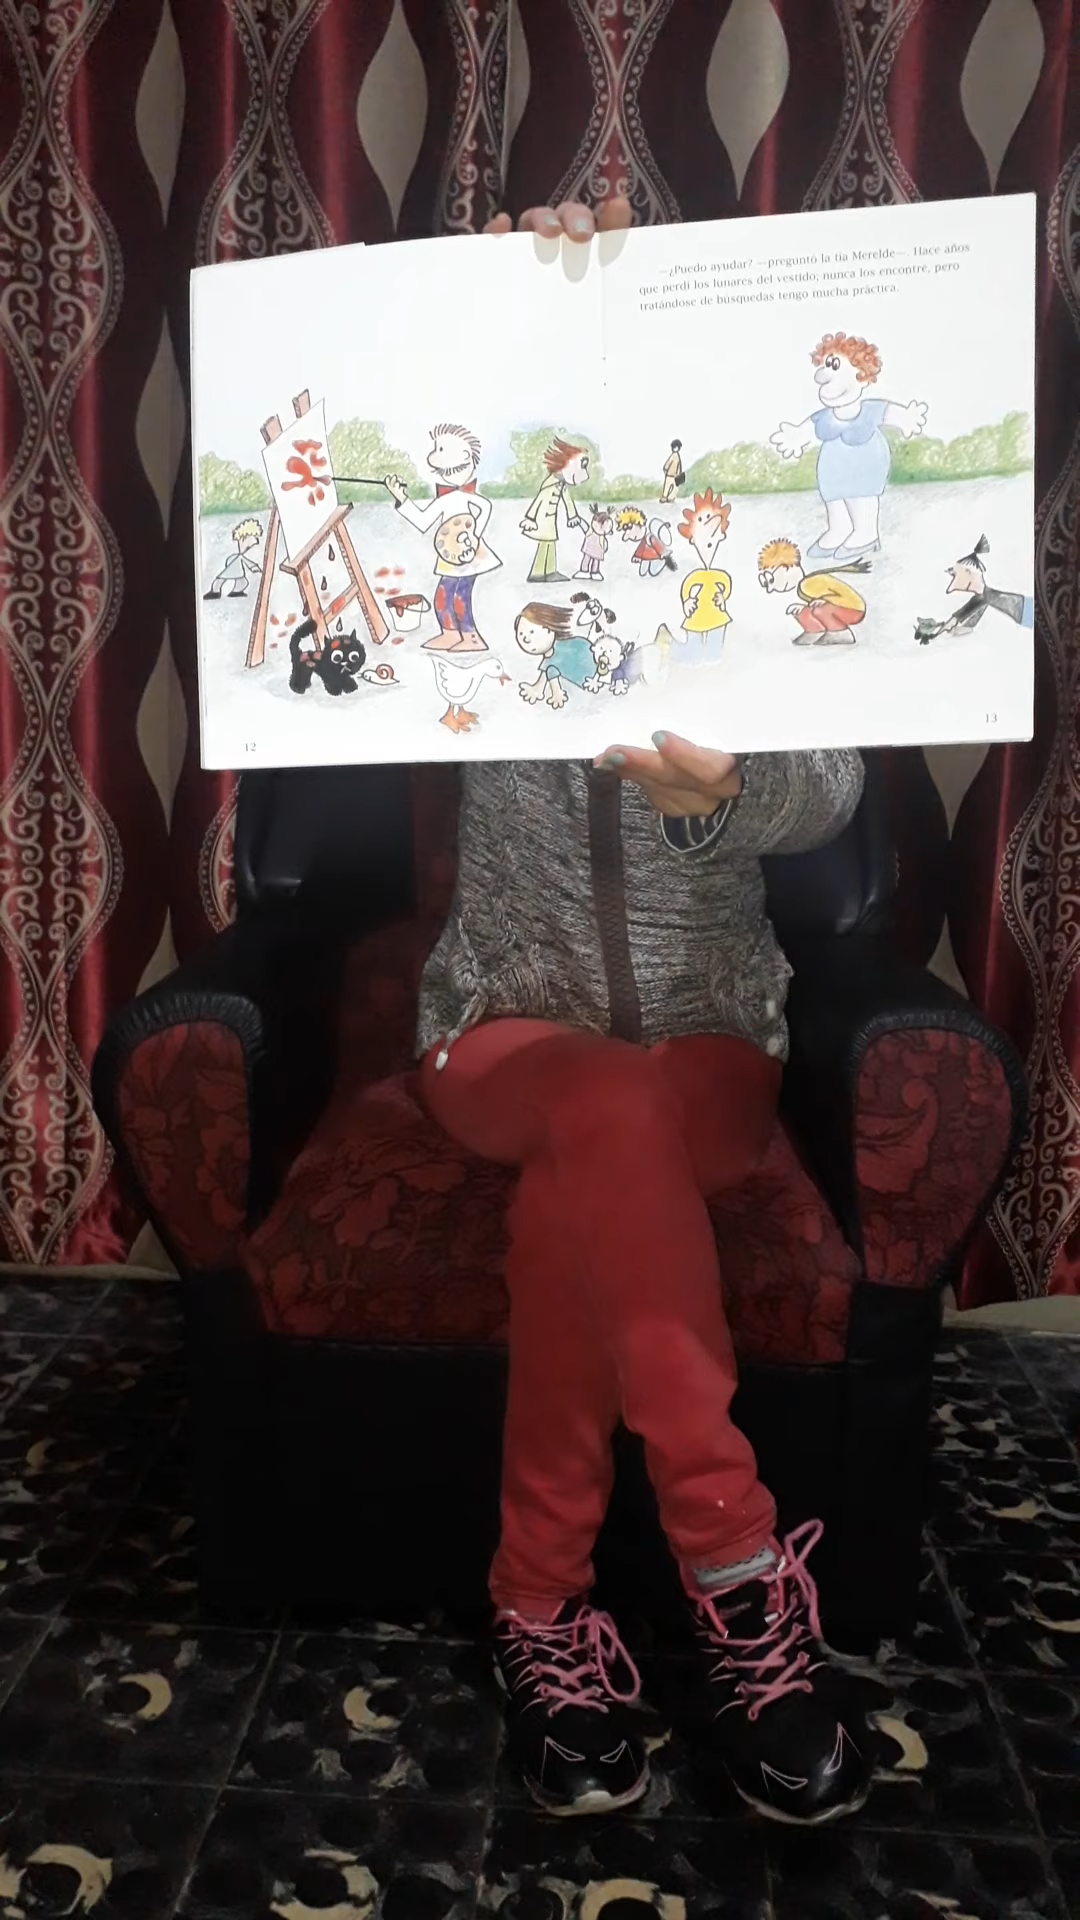 —¿Puedo ayudar? —preguntó la tía Merelde—. Hace años
que perdí los lunares del vestido; nunca los encontré, pero
tratándose de búsquedas tengo mucha práctica.
12
13